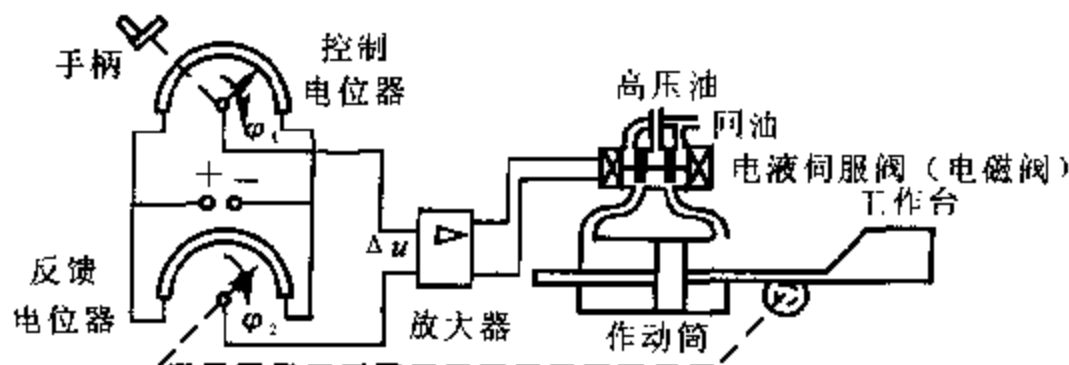 手柄
控制
电位器
φ₁
+ −
高压油
回油
电液伺服阀（电磁阀）
工作台
Δu
反馈
电位器
φ₂
放大器
作动筒